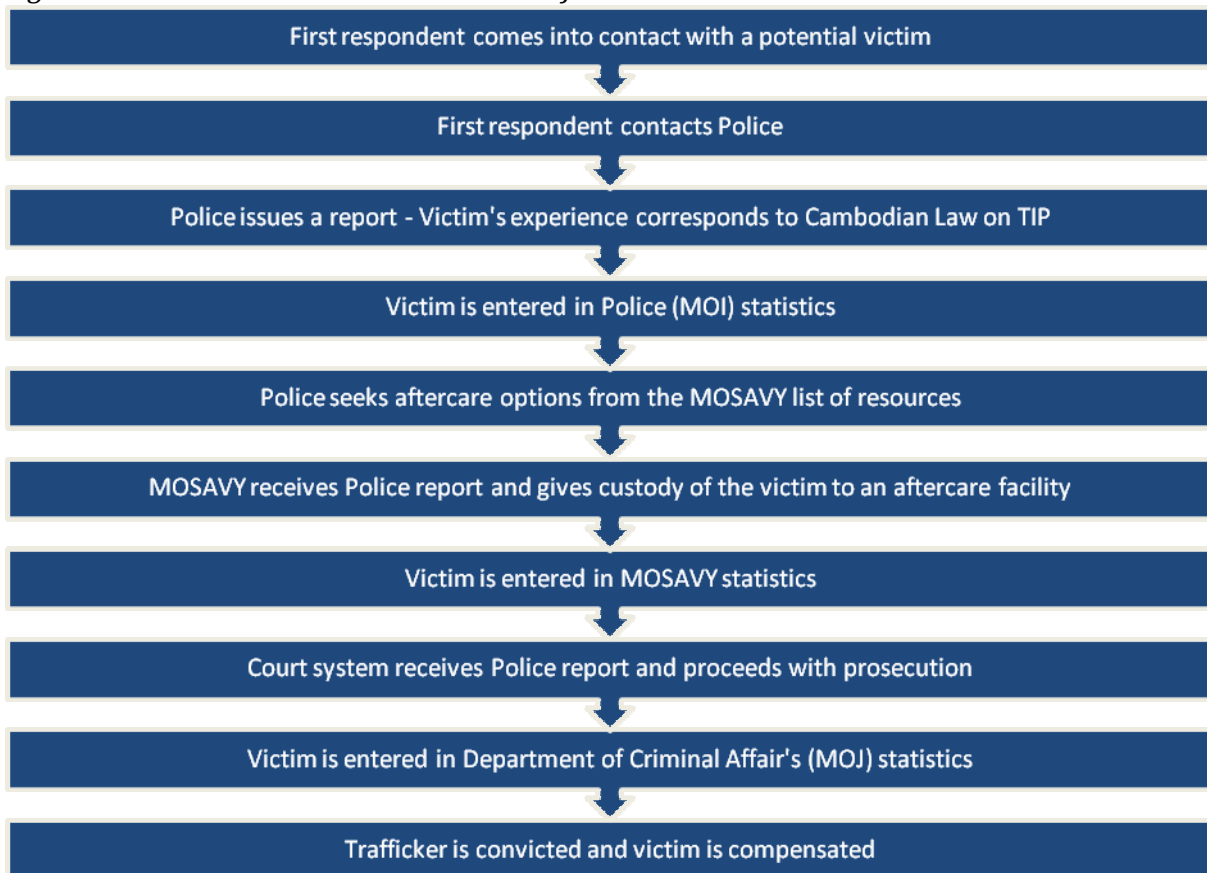 First respondent comes into contact with a potential victim
First respondent contacts Police
Police issues a report - Victim's experience corresponds to Cambodian Law on TIP
Victim is entered in Police (MOI) statistics
Police seeks aftercare options from the MOSAVY list of resources
MOSAVY receives Police report and gives custody of the victim to an aftercare facility
Victim is entered in MOSAVY statistics
Court system receives Police report and proceeds with prosecution
Victim is entered in Department of Criminal Affair's (MOJ) statistics
Trafficker is convicted and victim is compensated